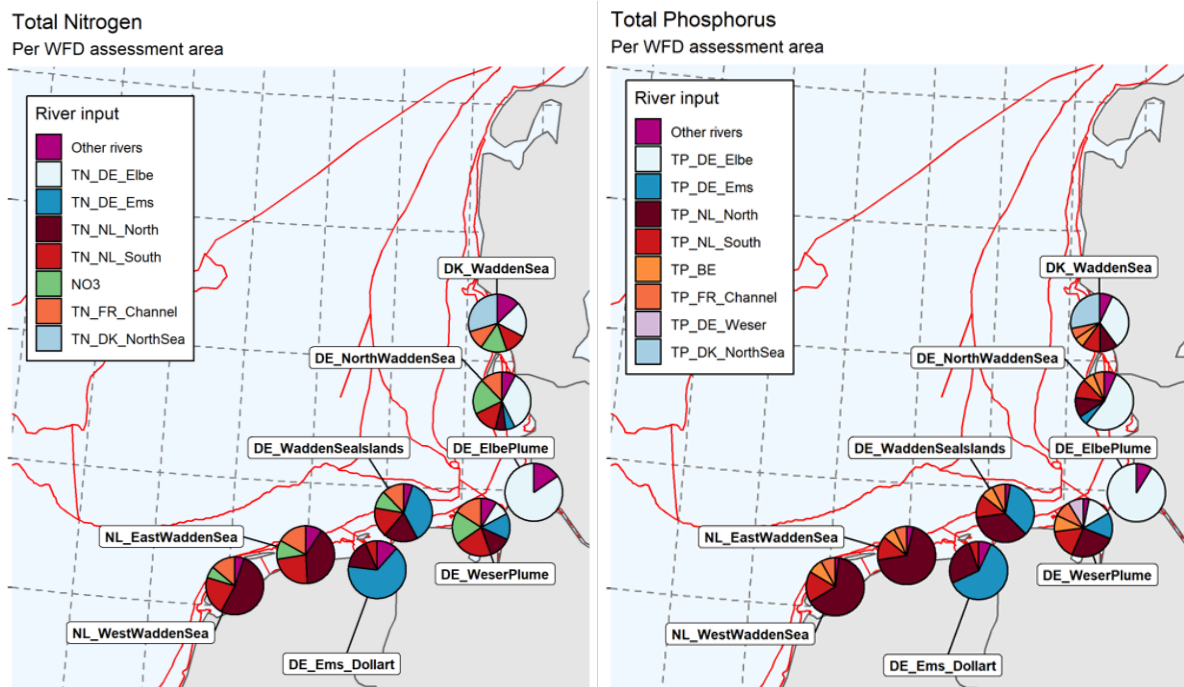 Total Nitrogen
Per WFD assessment area
River input
Other rivers
TN_DE_Elbe
TN_DE_Ems
TN_NL_North
TN_NL_South
NO3
TN_FR_Channel
TN_DK_NorthSea
DK_WaddenSea
DE_NorthWaddenSea
DE_WaddenSeaIslands
DE_ElbePlume
NL_EastWaddenSea
DE_WeserPlume
NL_WestWaddenSea
DE_Ems_Dollart
Total Phosphorus
Per WFD assessment area
River input
Other rivers
TP_DE_Elbe
TP_DE_Ems
TP_NL_North
TP_NL_South
TP_BE
TP_FR_Channel
TP_DE_Weser
TP_DK_NorthSea
DK_WaddenSea
DE_NorthWaddenSea
DE_WaddenSeaIslands
DE_ElbePlume
NL_EastWaddenSea
DE_WeserPlume
NL_WestWaddenSea
DE_Ems_Dollart